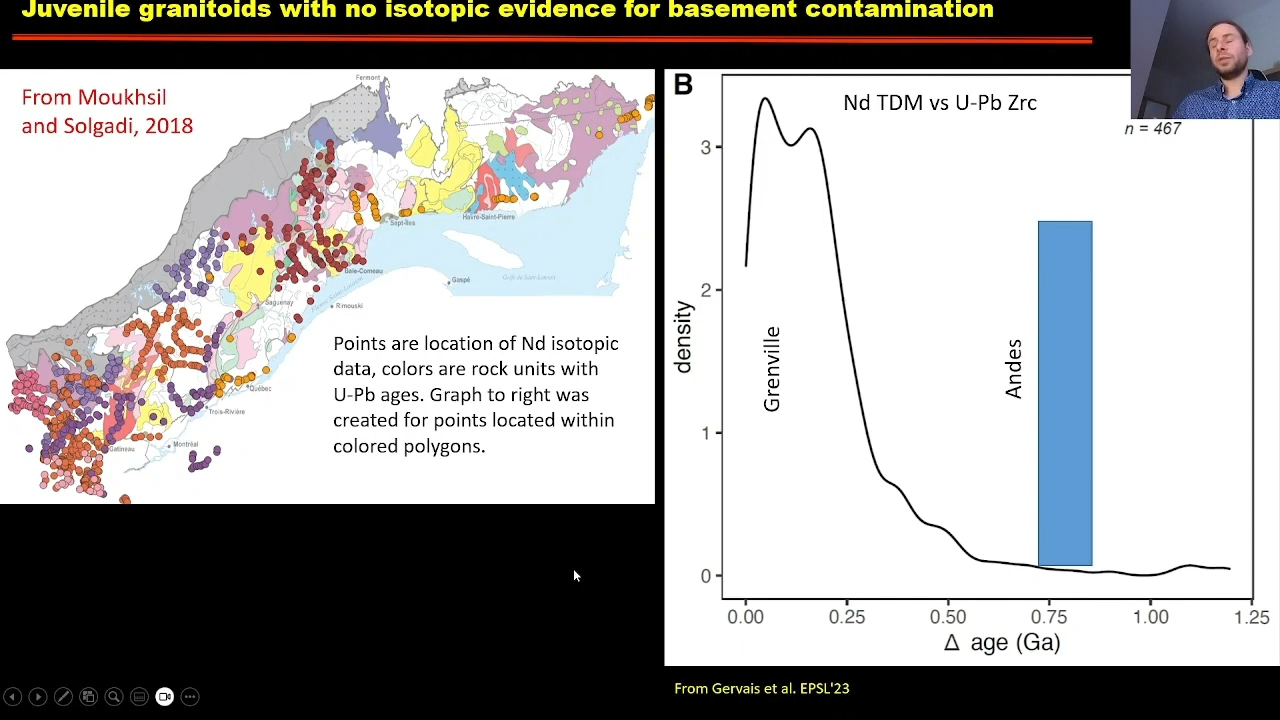 Juvenile granitoids with no isotopic evidence for basement contamination
From Moukhsil
and Solgadi, 2018
Fermont
Sept-Îles
Havre-Saint-Pierre
Baie-Comeau
Gaspé
Golfe du Saint-Laurent
Saguenay
Rimouski
Québec
Trois-Rivière
Montréal
Gatineau
Points are location of Nd isotopic
data, colors are rock units with
U-Pb ages. Graph to right was
created for points located within
colored polygons.
B
Nd TDM vs U-Pb Zrc
n = 467
density
3
2
1
0
Grenville
Andes
0.00 0.25 0.50 0.75 1.00 1.25
Δ age (Ga)
From Gervais et al. EPSL'23